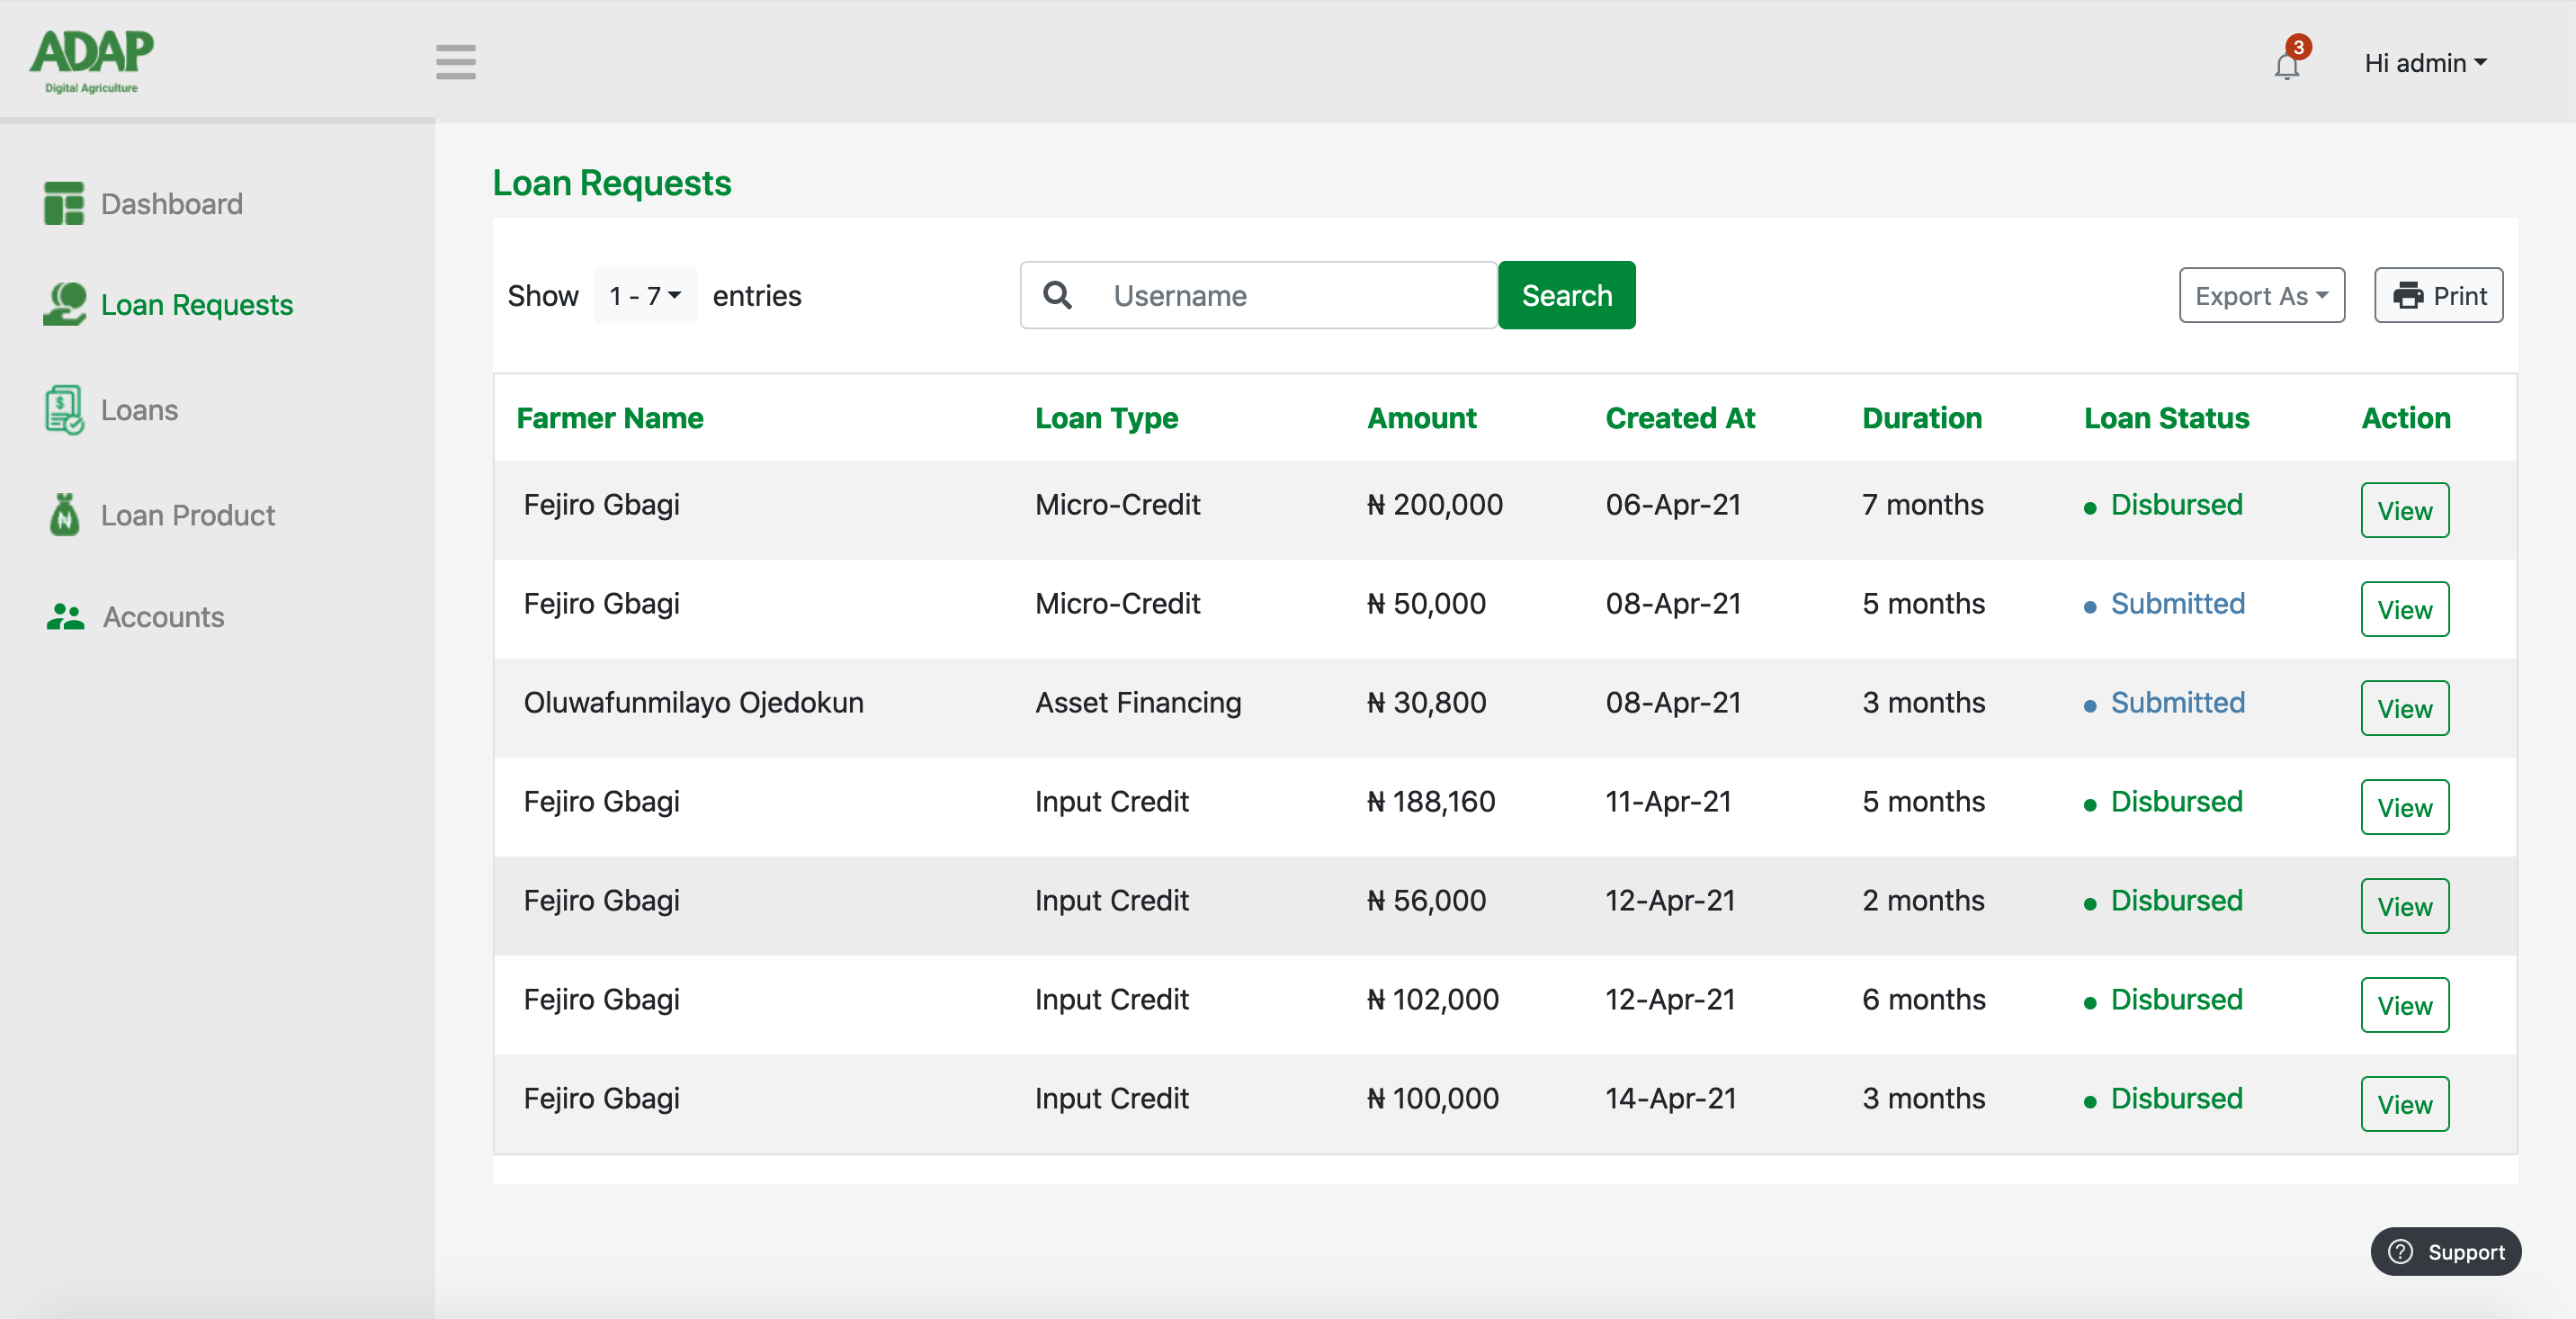 ADAP
Digital Agriculture
3
Hi admin
Dashboard
Loan Requests
Loans
Loan Product
Accounts
Loan Requests
Show 1 - 7 entries
Username
Search
Export As
Print
Farmer Name Loan Type Amount Created At Duration Loan Status Action
Fejiro Gbagi Micro-Credit ₦ 200,000 06-Apr-21 7 months Disbursed View
Fejiro Gbagi Micro-Credit ₦ 50,000 08-Apr-21 5 months Submitted View
Oluwafunmilayo Ojedokun Asset Financing ₦ 30,800 08-Apr-21 3 months Submitted View
Fejiro Gbagi Input Credit ₦ 188,160 11-Apr-21 5 months Disbursed View
Fejiro Gbagi Input Credit ₦ 56,000 12-Apr-21 2 months Disbursed View
Fejiro Gbagi Input Credit ₦ 102,000 12-Apr-21 6 months Disbursed View
Fejiro Gbagi Input Credit ₦ 100,000 14-Apr-21 3 months Disbursed View
Support